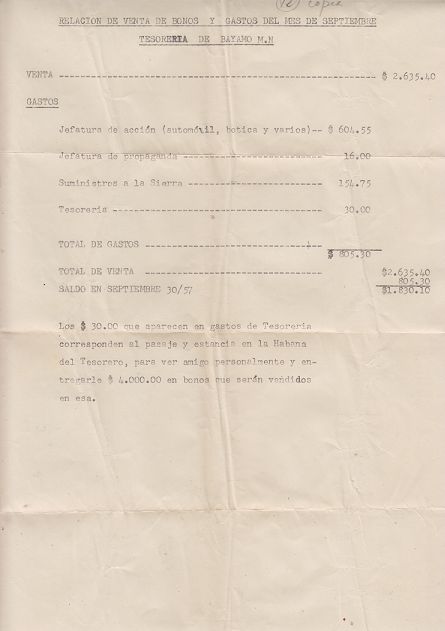 (2) copia
RELACION DE VENTA DE BONOS Y GASTOS DEL MES DE SEPTIEMBRE
TESORERIA DE BAYAMO M.N
VENTA ---------------------------------------- $ 2.635.40
GASTOS
Jefatura de acción (automóvil, botica y varios)-- $ 604.55
Jefatura de propaganda -------------------- 16.00
Suministros a la Sierra -------------------- 154.75
Tesoreria ------------------------------ 30.00
TOTAL DE GASTOS -------------------------
$ 805.30
TOTAL DE VENTA ------------------------- $2.635.40
805.30
SALDO EN SEPTIEMBRE 30/57 $1.830.10
Los $ 30.00 que aparecen en gastos de Tesoreria
corresponden al pasaje y estancia en la Habana
del Tesorero, para ver amigo personalmente y en-
tregarle $ 4.000.00 en bonos que serán vendidos
en esa.